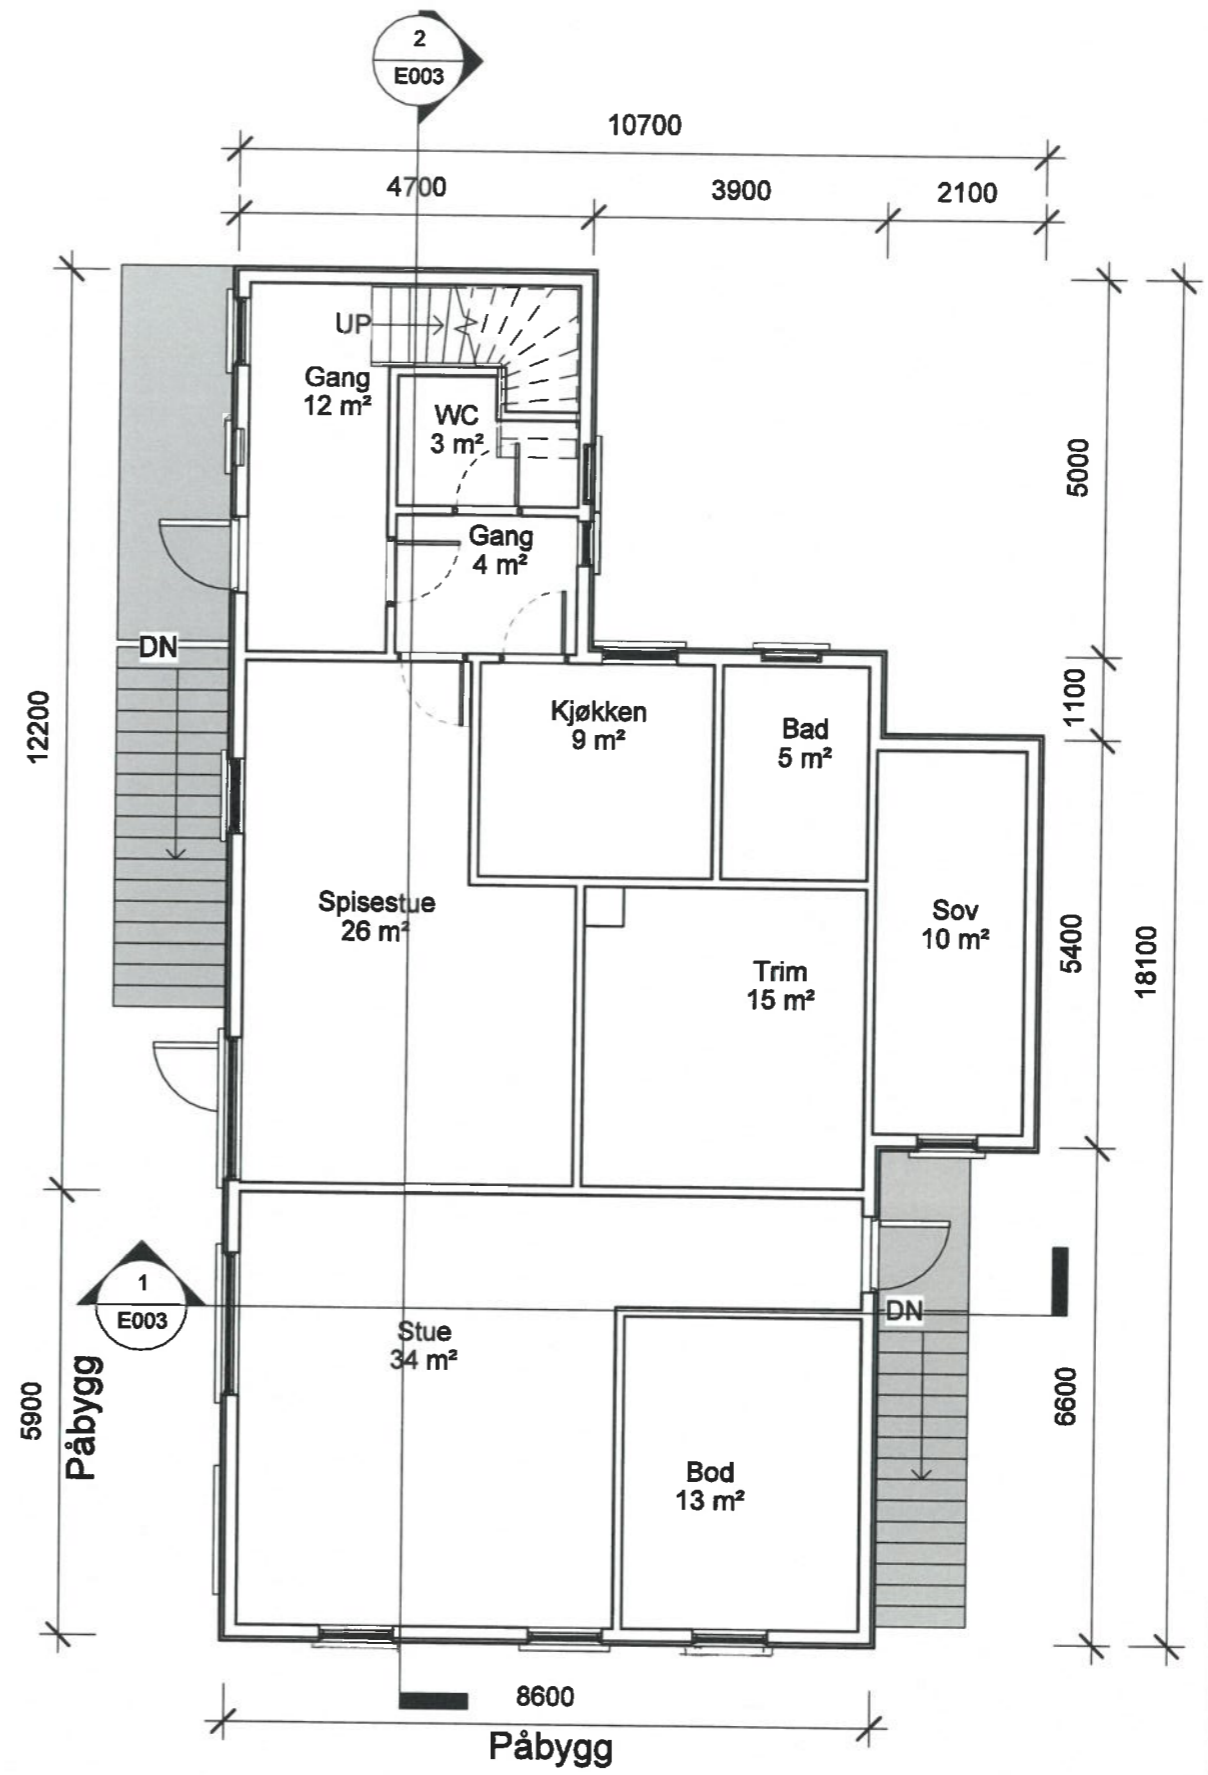 2
E003
10700
4700
3900
2100
UP
Gang
12 m²
WC
3 m²
Gang
4 m²
5000
DN
1100
12200
Kjøkken
9 m²
Bad
5 m²
Spisestue
26 m²
Sov
10 m²
5400
18100
Trim
15 m²
1
E003
DN
Stue
34 m²
5900
Påbygg
6600
Bod
13 m²
8600
Påbygg